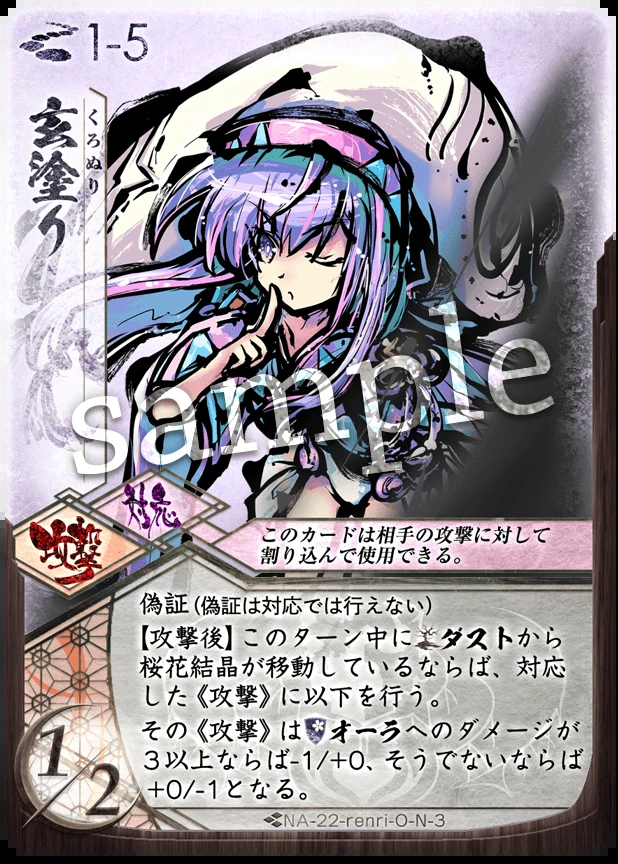 1-5
玄塗り
くろぬり
sample
対応
攻撃
このカードは相手の攻撃に対して
割り込んで使用できる。
偽証(偽証は対応では行えない)
【攻撃後】このターン中にダストから
桜花結晶が移動しているならば、対応
した《攻撃》に以下を行う。
その《攻撃》はオーラへのダメージが
3以上ならば-1/+0、そうでないならば
+0/-1となる。
1/2
NA-22-renri-O-N-3